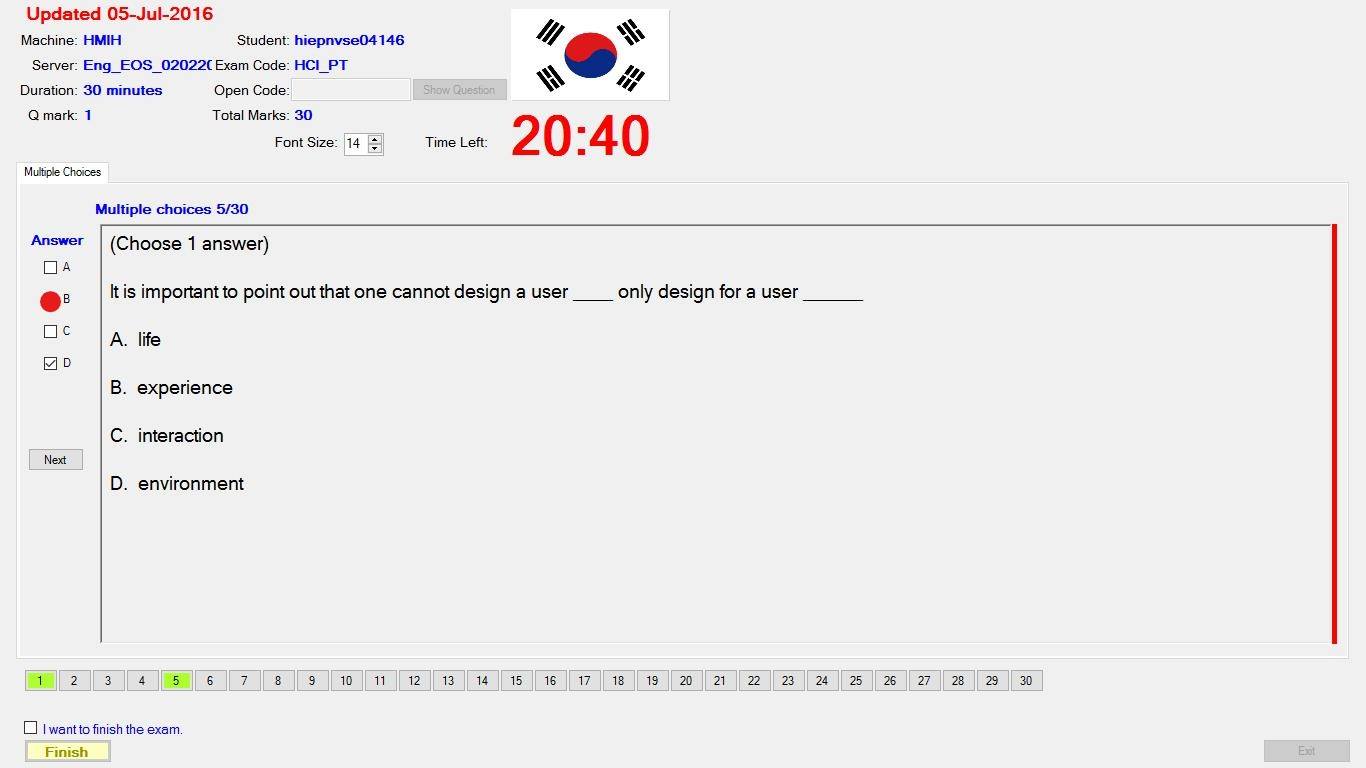 Updated 05-Jul-2016
Machine: HMIH Student: hiepnvse04146
Server: Eng_EOS_020220 Exam Code: HCI_PT
Duration: 30 minutes Open Code: Show Question
Q mark: 1 Total Marks: 30
Font Size: 14 Time Left: 20:40
Multiple Choices
Multiple choices 5/30
Answer
A
B
C
D
Next
(Choose 1 answer)
It is important to point out that one cannot design a user ____ only design for a user ______
A. life
B. experience
C. interaction
D. environment
1 2 3 4 5 6 7 8 9 10 11 12 13 14 15 16 17 18 19 20 21 22 23 24 25 26 27 28 29 30
I want to finish the exam.
Finish Exit